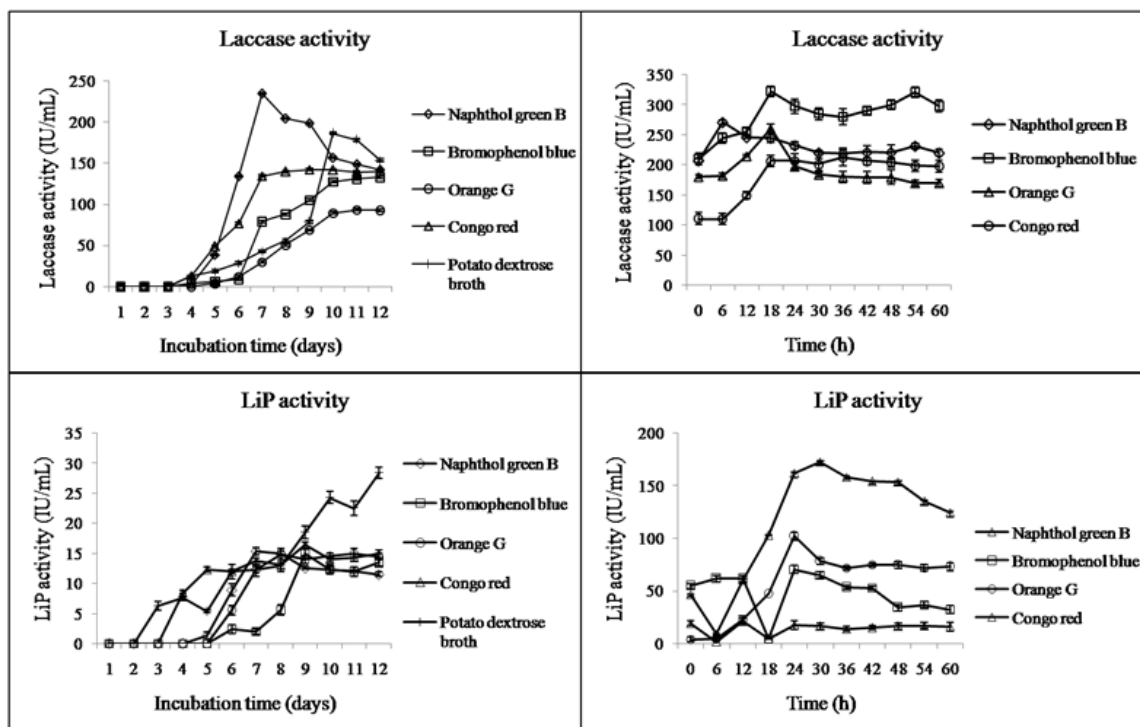 Laccase activity
Laccase activity (IU/mL)
250
200
150
100
50
0
1 2 3 4 5 6 7 8 9 10 11 12
Incubation time (days)
Naphthol green B
Bromophenol blue
Orange G
Congo red
Potato dextrose
broth
Laccase activity
Laccase activity (IU/mL)
350
300
250
200
150
100
50
0
0 6 12 18 24 30 36 42 48 54 60
Time (h)
Naphthol green B
Bromophenol blue
Orange G
Congo red
LiP activity
LiP activity (IU/mL)
35
30
25
20
15
10
5
0
1 2 3 4 5 6 7 8 9 10 11 12
Incubation time (days)
Naphthol green B
Bromophenol blue
Orange G
Congo red
Potato dextrose
broth
LiP activity
LiP activity (IU/mL)
200
150
100
50
0
0 6 12 18 24 30 36 42 48 54 60
Time (h)
Naphthol green B
Bromophenol blue
Orange G
Congo red